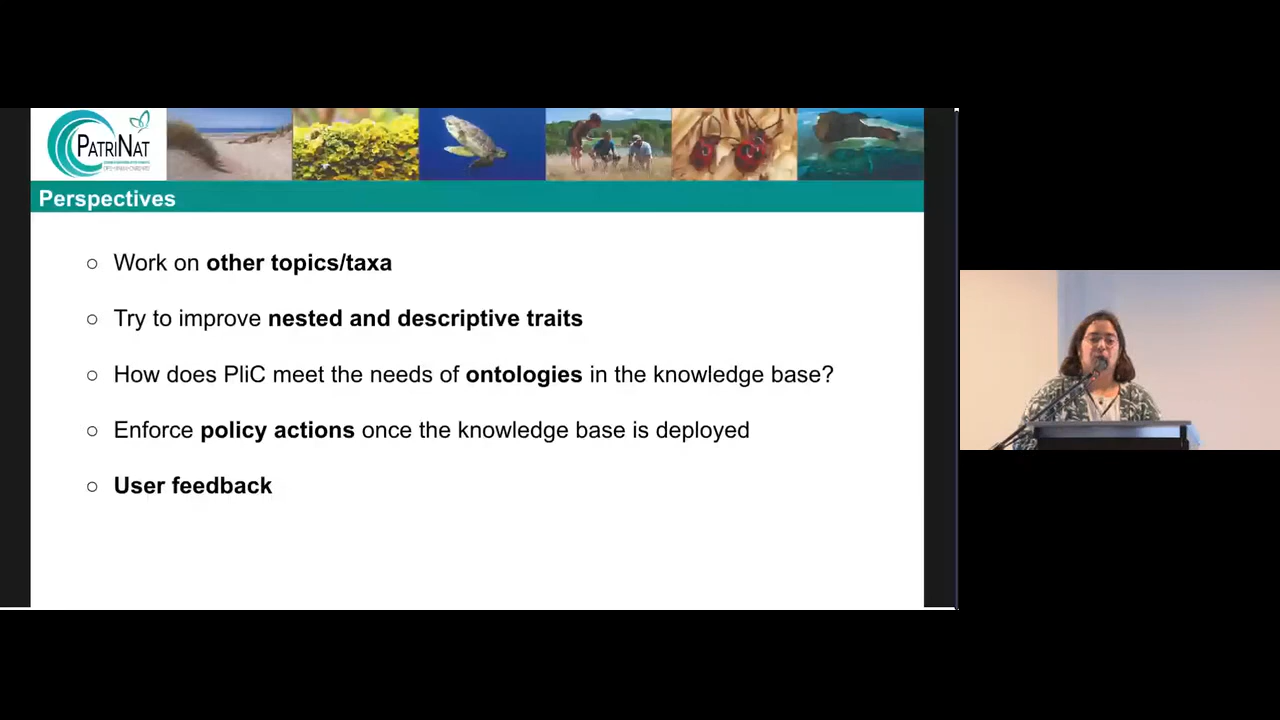 PATRINAT
Perspectives
○ Work on other topics/taxa
○ Try to improve nested and descriptive traits
○ How does PliC meet the needs of ontologies in the knowledge base?
○ Enforce policy actions once the knowledge base is deployed
○ User feedback